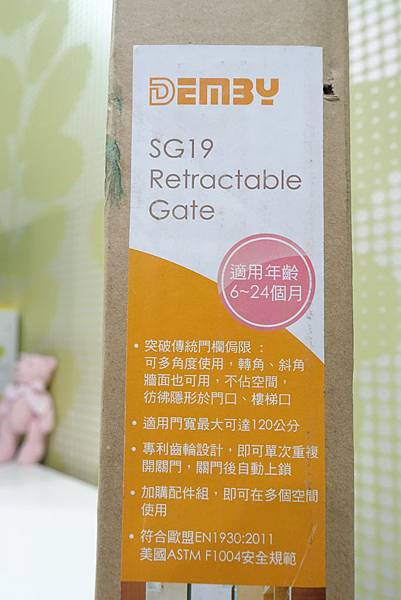 DEMBY
SG19
Retractable
Gate
適用年齡
6~24個月
• 突破傳統門欄侷限：
可多角度使用，轉角、斜角
牆面也可用，不佔空間，
彷彿隱形於門口、樓梯口
• 適用門寬最大可達120公分
• 專利齒輪設計，即可單次重複
開關門，關門後自動上鎖
• 加購配件組，即可在多個空間
使用
• 符合歐盟EN1930:2011
美國ASTM F1004安全規範